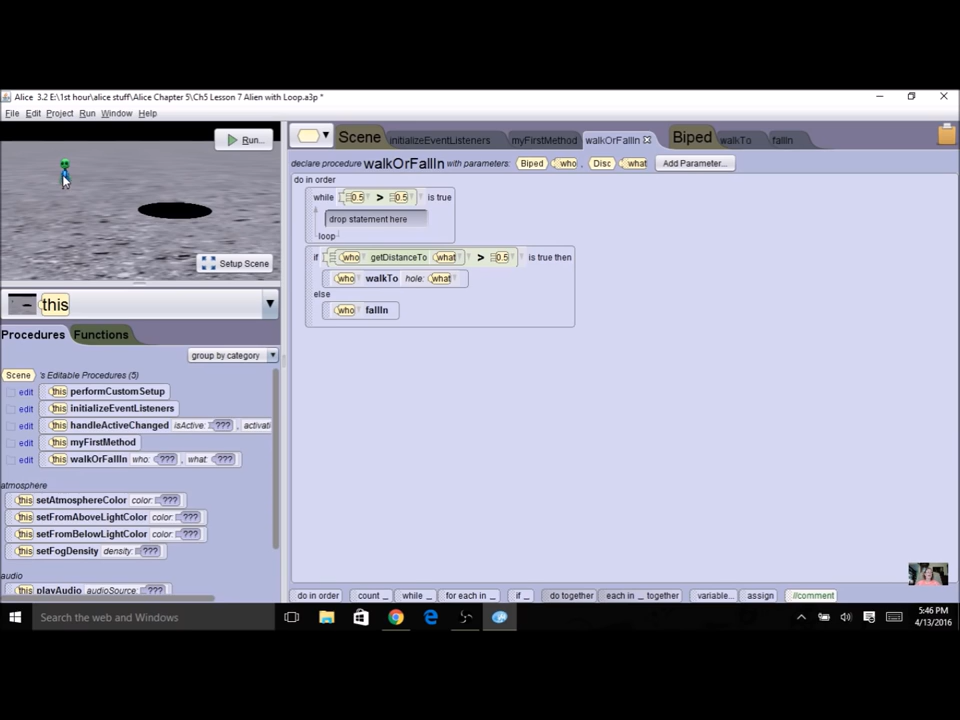 Alice 3.2 E:\1st hour\alice stuff\Alice Chapter 5\Ch5 Lesson 7 Alien with Loop.a3p *
File Edit Project Run Window Help
Run...
Setup Scene
this
Procedures Functions
group by category
Scene 's Editable Procedures (5)
edit this performCustomSetup
edit this initializeEventListeners
edit this handleActiveChanged isActive: ??? , activati
edit this myFirstMethod
edit this walkOrFallIn who: ??? , what: ???
atmosphere
this setAtmosphereColor color: ???
this setFromAboveLightColor color: ???
this setFromBelowLightColor color: ???
this setFogDensity density: ???
audio
this playAudio audioSource: ???
Scene initializeEventListeners myFirstMethod walkOrFallIn Biped walkTo fallIn
declare procedure walkOrFallIn with parameters: Biped who , Disc what Add Parameter...
do in order
while 0.5 > 0.5 is true
drop statement here
loop
if who getDistanceTo what > 0.5 is true then
who walkTo hole: what
else
who fallIn
do in order count _ while _ for each in _ if _ do together each in _ together variable... assign //comment
Search the web and Windows
5:46 PM
4/13/2016